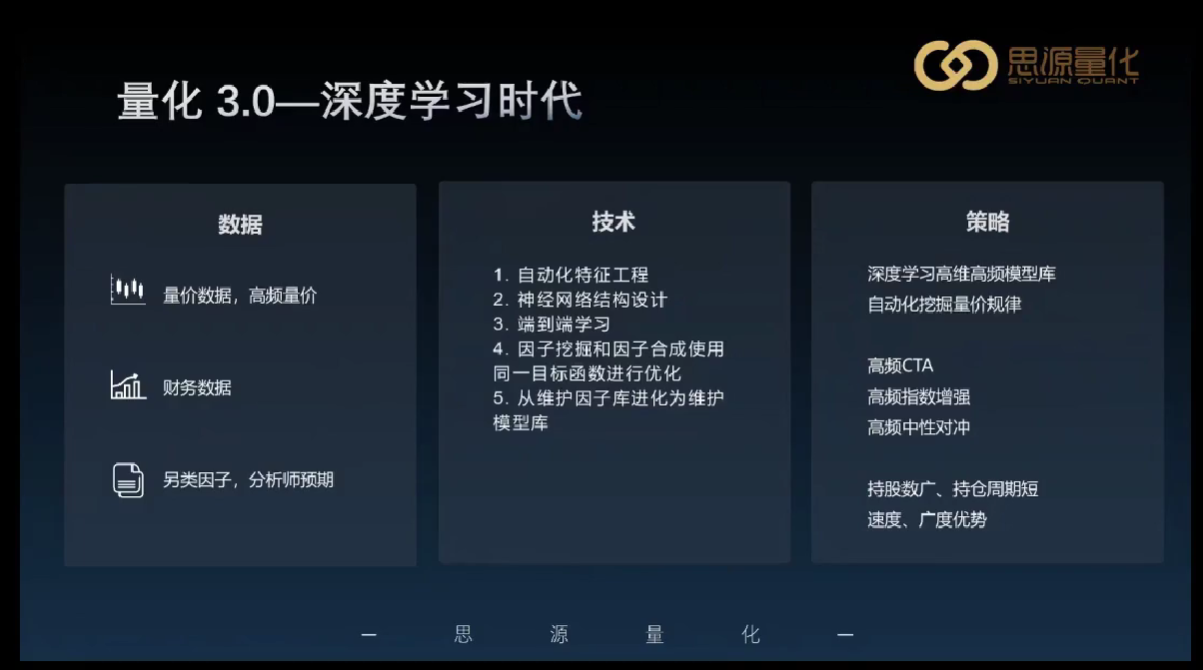 思源量化
SIYUAN QUANT
量化 3.0—深度学习时代
数据
量价数据，高频量价
财务数据
另类因子，分析师预期
技术
1. 自动化特征工程
2. 神经网络结构设计
3. 端到端学习
4. 因子挖掘和因子合成使用
同一目标函数进行优化
5. 从维护因子库进化为维护
模型库
策略
深度学习高维高频模型库
自动化挖掘量价规律
高频CTA
高频指数增强
高频中性对冲
持股数广、持仓周期短
速度、广度优势
— 思 源 量 化 —